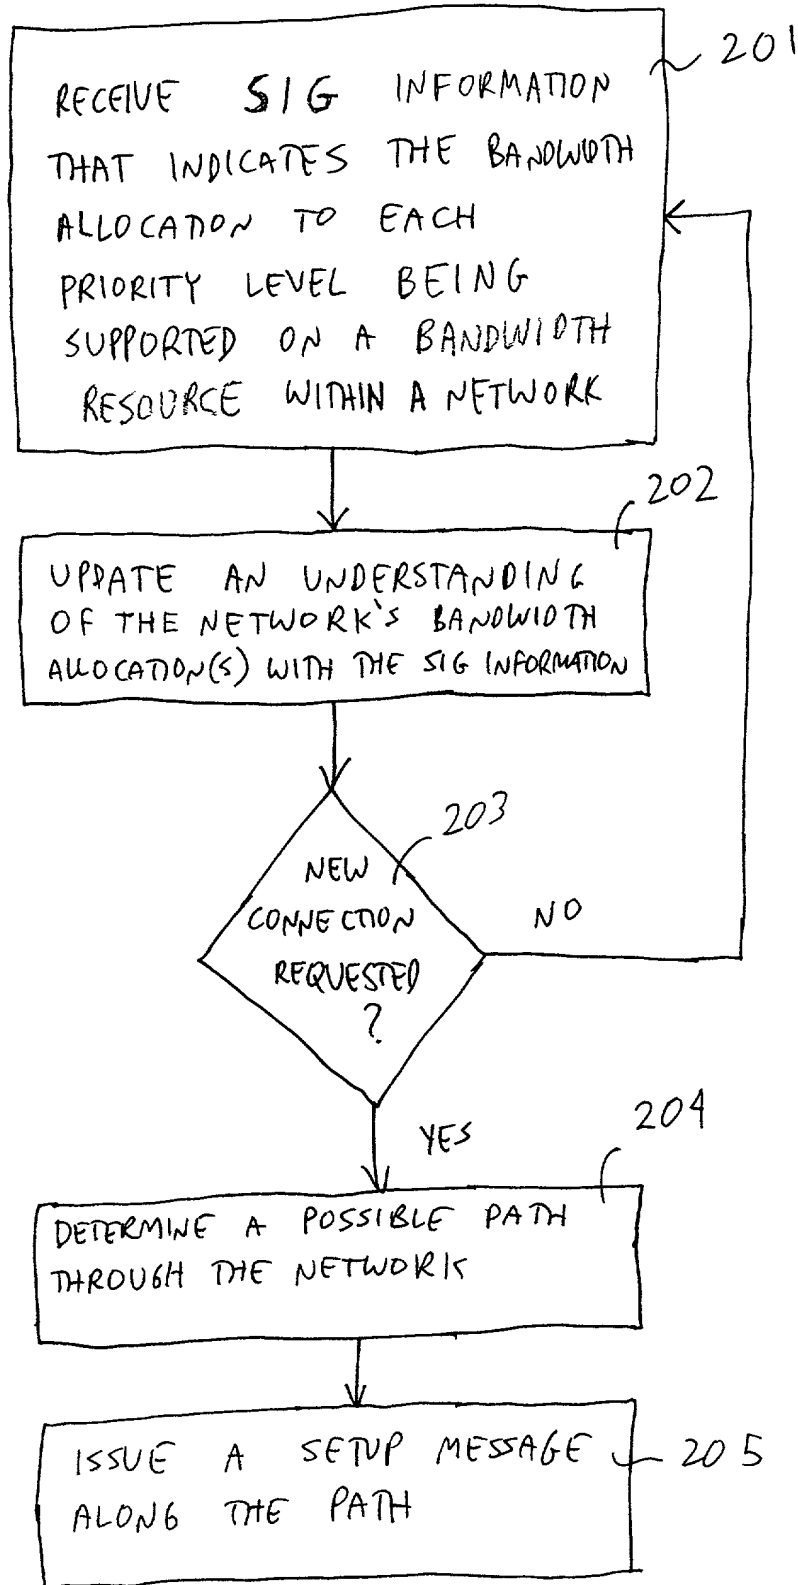 201
RECEIVE SIG INFORMATION
THAT INDICATES THE BANDWIDTH
ALLOCATION TO EACH
PRIORITY LEVEL BEING
SUPPORTED ON A BANDWIDTH
RESOURCE WITHIN A NETWORK
202
UPDATE AN UNDERSTANDING
OF THE NETWORK'S BANDWIDTH
ALLOCATION(S) WITH THE SIG INFORMATION
203
NEW
CONNECTION
REQUESTED
?
NO
YES
204
DETERMINE A POSSIBLE PATH
THROUGH THE NETWORK
ISSUE A SETUP MESSAGE
ALONG THE PATH
205